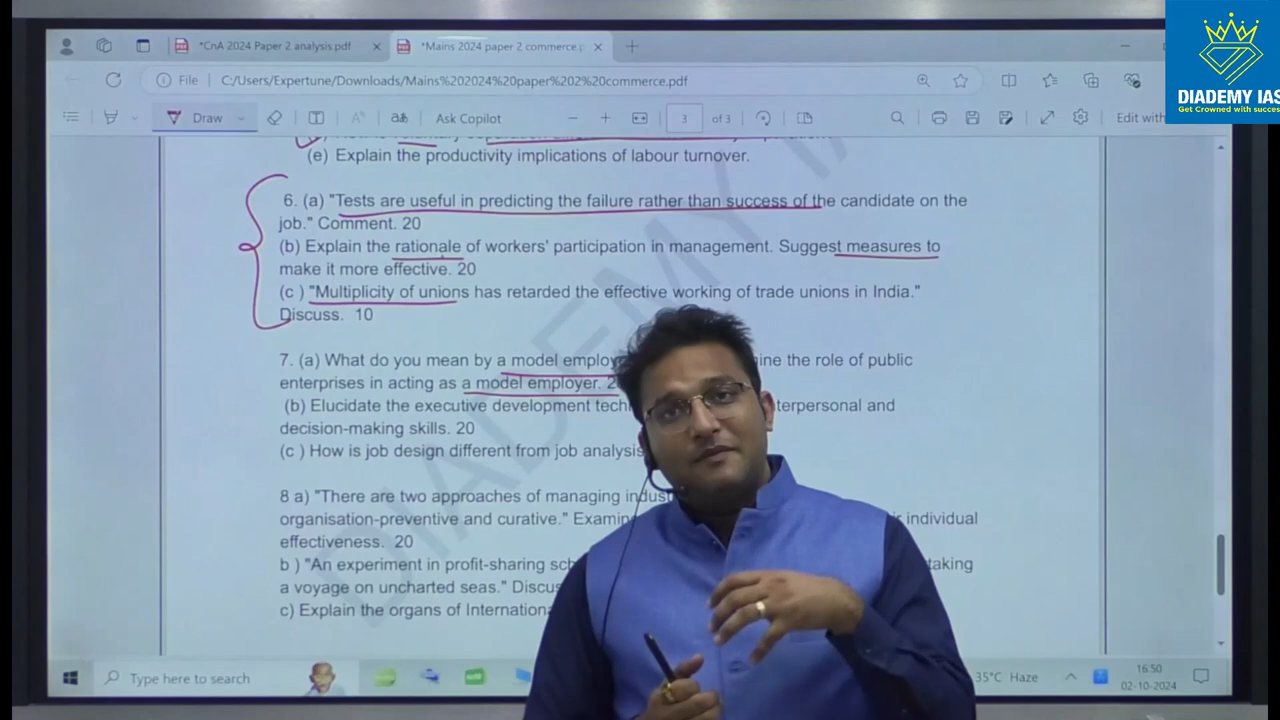 *CnA 2024 Paper 2 analysis.pdf
*Mains 2024 paper 2 commerce.p
DIADEMY IAS
Get Crowned with succes
File
C:/Users/Expertune/Downloads/Mains%202024%20paper%202%20commerce.pdf
Draw
Ask Copilot
3 of 3
Edit with
(e) Explain the productivity implications of labour turnover.
6. (a) "Tests are useful in predicting the failure rather than success of the candidate on the
job." Comment. 20
(b) Explain the rationale of workers' participation in management. Suggest measures to
make it more effective. 20
(c ) "Multiplicity of unions has retarded the effective working of trade unions in India."
Discuss. 10
7. (a) What do you mean by a model employ ine the role of public
enterprises in acting as a model employer. 2
(b) Elucidate the executive development tech terpersonal and
decision-making skills. 20
(c ) How is job design different from job analysis
8 a) "There are two approaches of managing indus
organisation-preventive and curative." Examin r individual
effectiveness. 20
b ) "An experiment in profit-sharing sch taking
a voyage on uncharted seas." Discus
c) Explain the organs of Internation
DIADEMY I
Type here to search
35°C Haze
16:50
02-10-2024